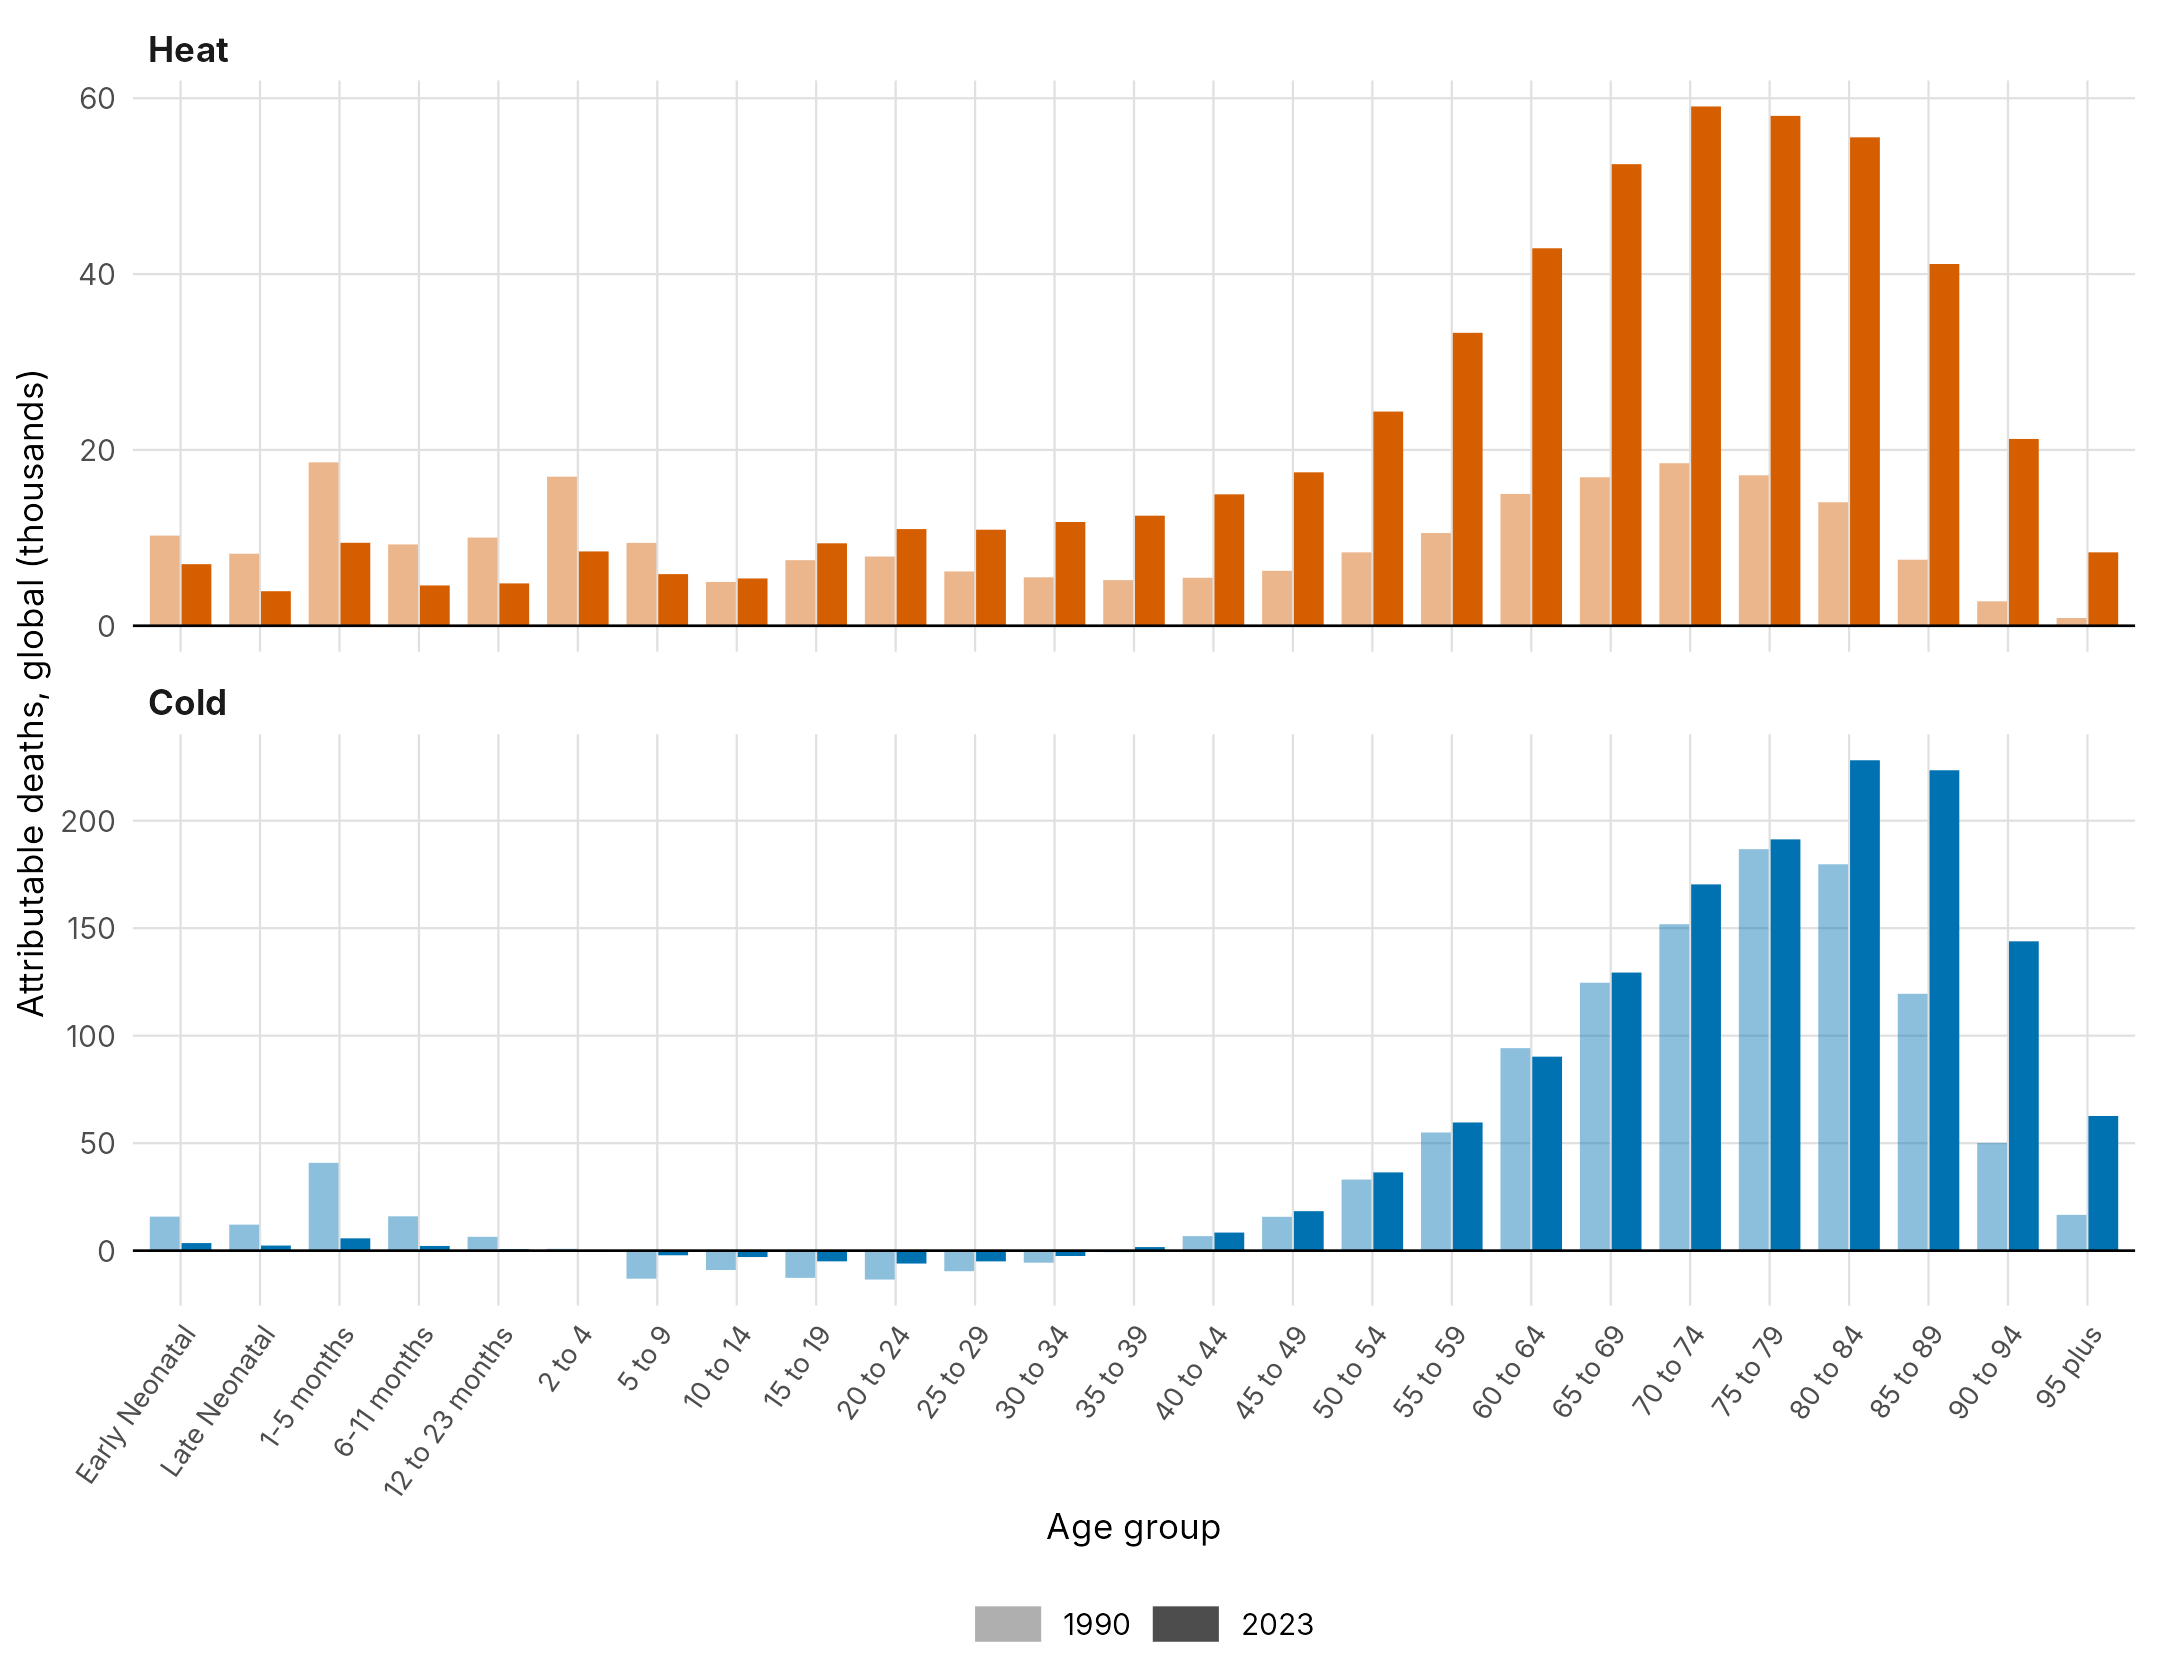 Heat
60
40
20
0
Attributable deaths, global (thousands)
Cold
200
150
100
50
0
Early Neonatal
Late Neonatal
1-5 months
6-11 months
12 to 23 months
2 to 4
5 to 9
10 to 14
15 to 19
20 to 24
25 to 29
30 to 34
35 to 39
40 to 44
45 to 49
50 to 54
55 to 59
60 to 64
65 to 69
70 to 74
75 to 79
80 to 84
85 to 89
90 to 94
95 plus
Age group
1990
2023